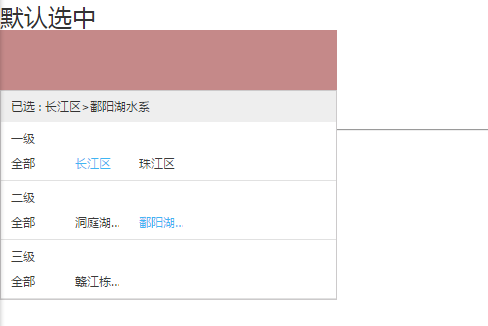 默认选中
已选：长江区>鄱阳湖水系
一级
全部 长江区 珠江区
二级
全部 洞庭湖... 鄱阳湖...
三级
全部 赣江栋...